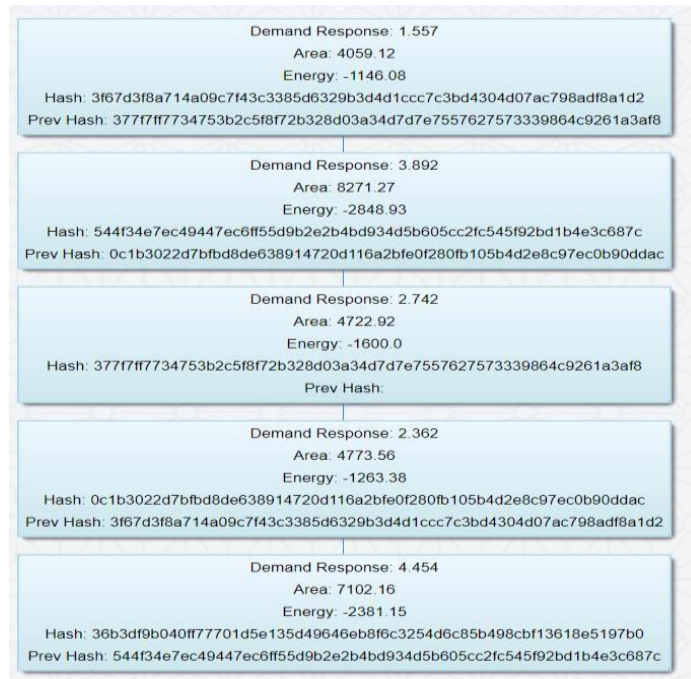 Demand Response: 1.557
Area: 4059.12
Energy: -1146.08
Hash: 3f67d3f8a714a09c7f43c3385d6329b3d4d1ccc7c3bd4304d07ac798adf8a1d2
Prev Hash: 377f7ff7734753b2c5f8f72b328d03a34d7d7e7557627573339864c9261a3af8
Demand Response: 3.892
Area: 8271.27
Energy: -2848.93
Hash: 544f34e7ec49447ec6ff55d9b2e2b4bd934d5b605cc2fc545f92bd1b4e3c687c
Prev Hash: 0c1b3022d7bfbd8de638914720d116a2bfe0f280fb105b4d2e8c97ec0b90ddac
Demand Response: 2.742
Area: 4722.92
Energy: -1600.0
Hash: 377f7ff7734753b2c5f8f72b328d03a34d7d7e7557627573339864c9261a3af8
Prev Hash:
Demand Response: 2.362
Area: 4773.56
Energy: -1263.38
Hash: 0c1b3022d7bfbd8de638914720d116a2bfe0f280fb105b4d2e8c97ec0b90ddac
Prev Hash: 3f67d3f8a714a09c7f43c3385d6329b3d4d1ccc7c3bd4304d07ac798adf8a1d2
Demand Response: 4.454
Area: 7102.16
Energy: -2381.15
Hash: 36b3df9b040ff77701d5e135d49646eb8f6c3254d6c85b498cbf13618e5197b0
Prev Hash: 544f34e7ec49447ec6ff55d9b2e2b4bd934d5b605cc2fc545f92bd1b4e3c687c